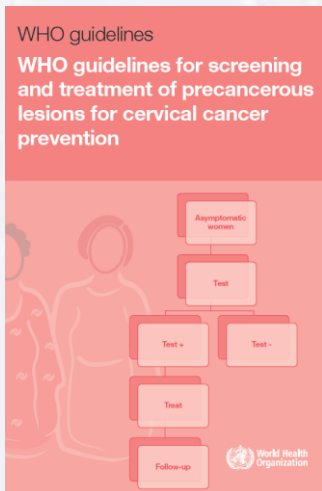 WHO guidelines
WHO guidelines for screening
and treatment of precancerous
lesions for cervical cancer
prevention
Asymptomatic
women
Test
Test +
Test -
Treat
Follow-up
World Health
Organization